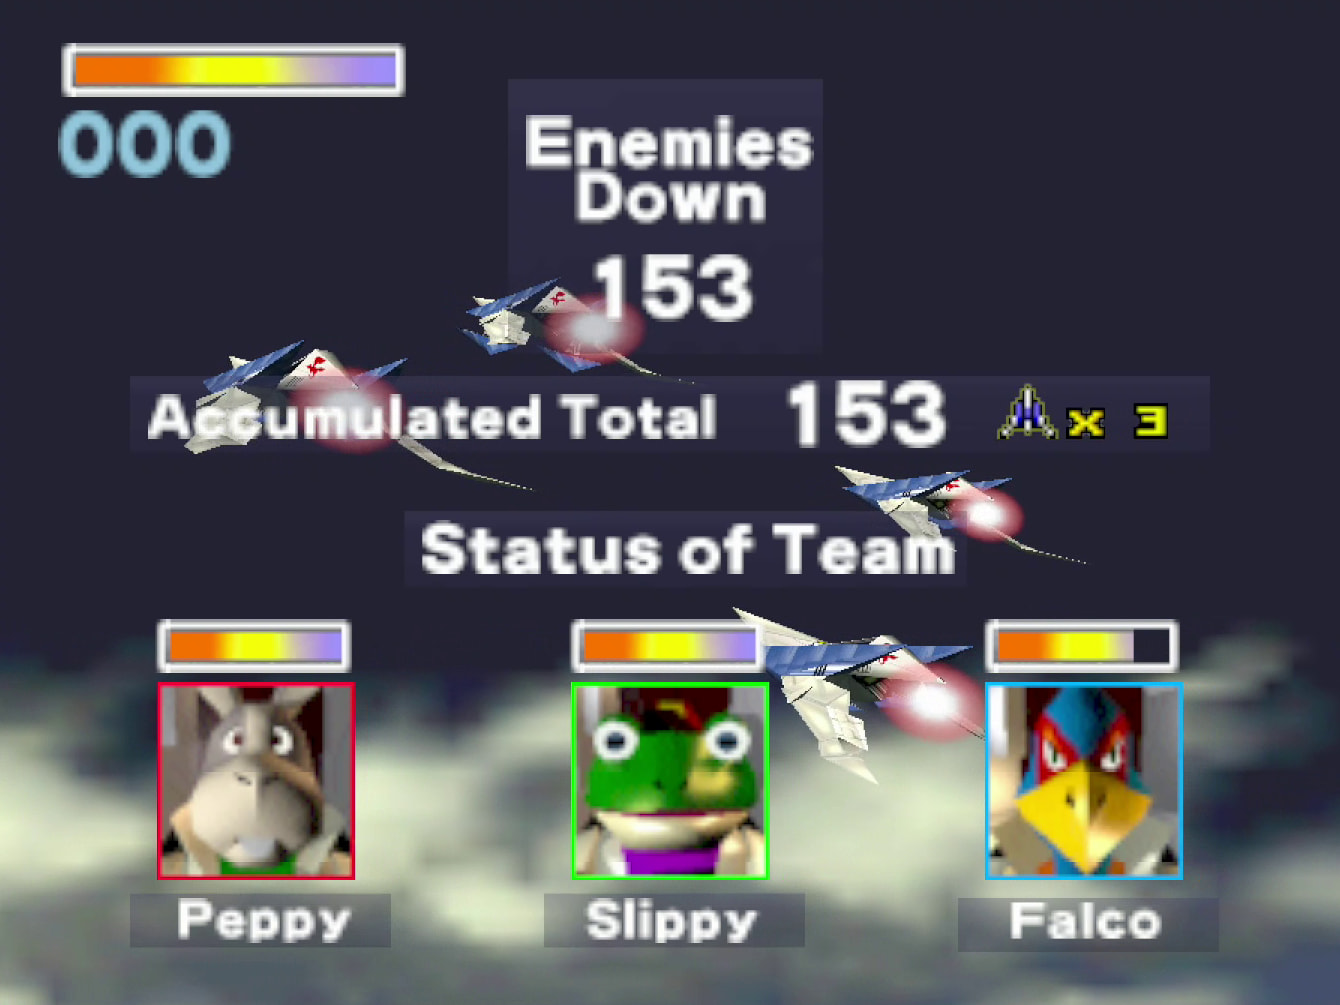 000
Enemies
Down
153
Accumulated Total 153 x 3
Status of Team
Peppy Slippy Falco